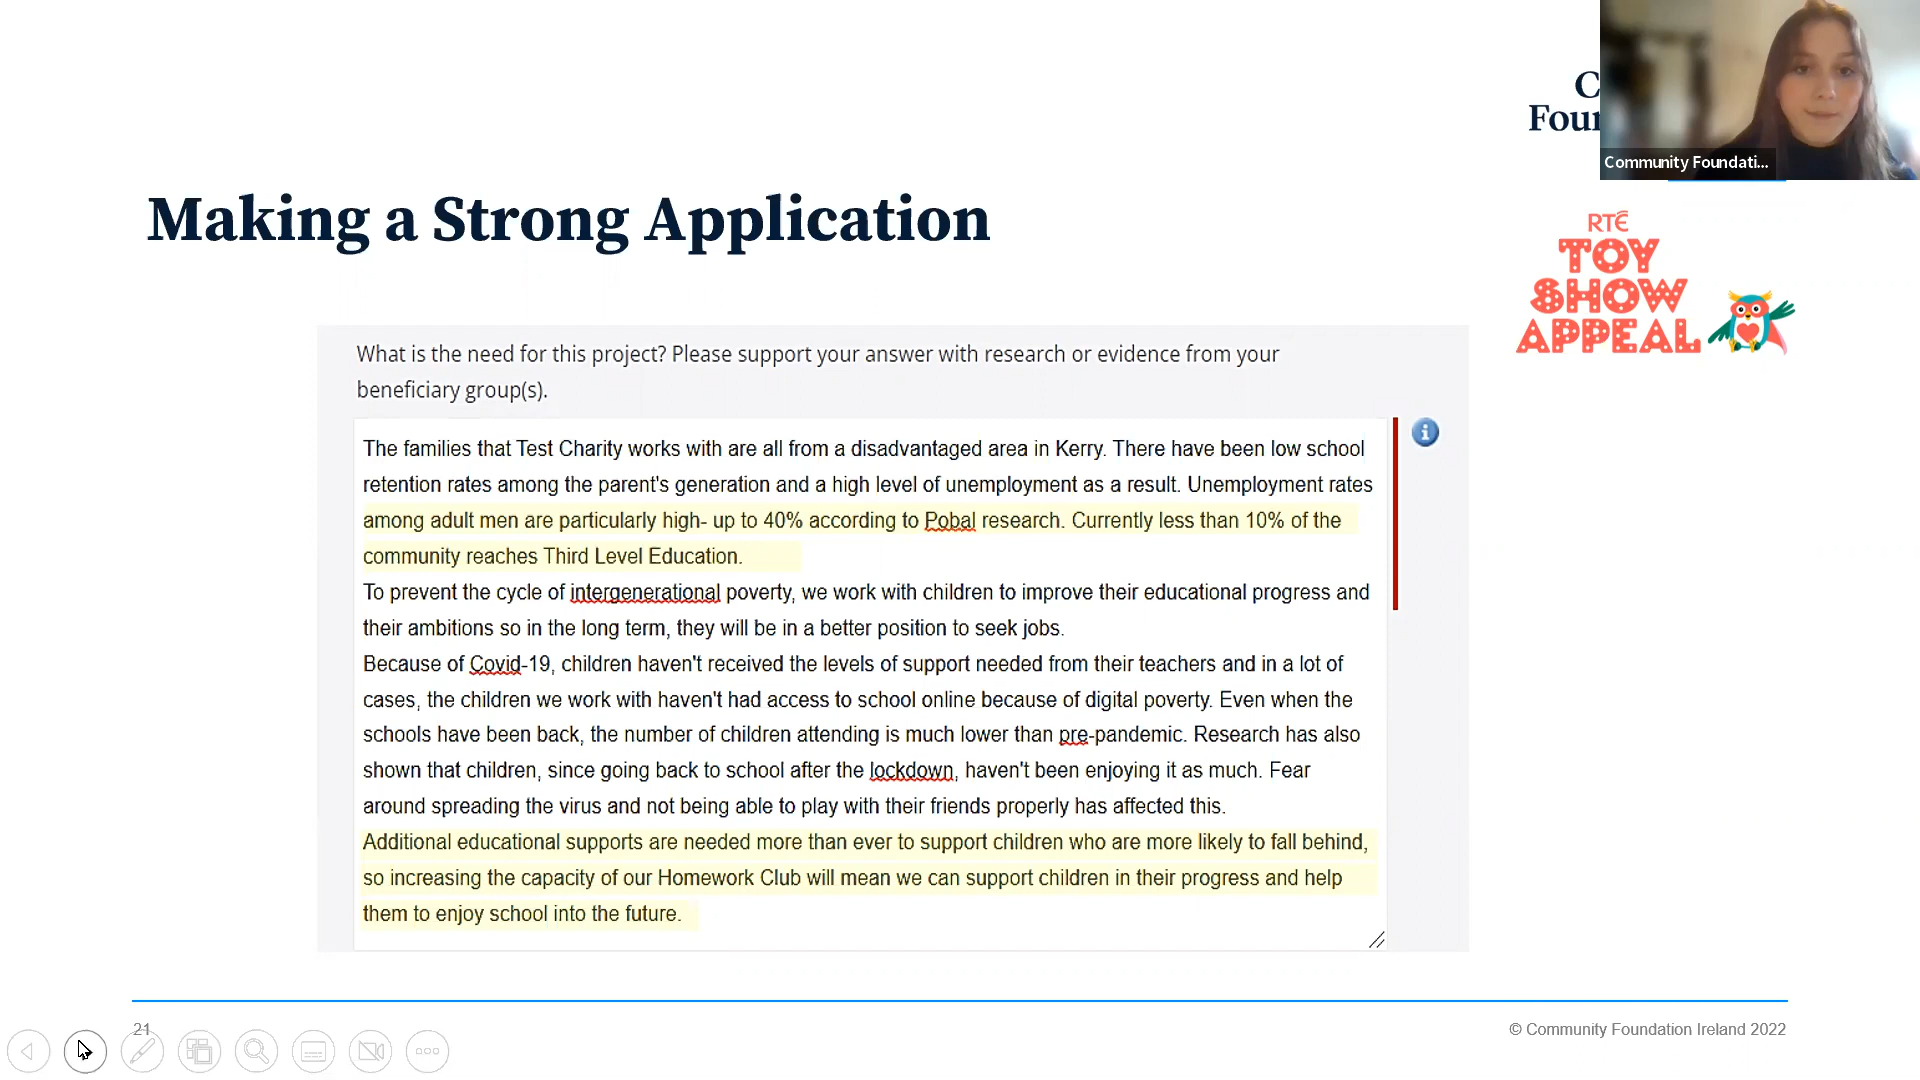 C
Four
Community Foundati...
Making a Strong Application
RTÉ
TOY
SHOW
APPEAL
What is the need for this project? Please support your answer with research or evidence from your
beneficiary group(s).
The families that Test Charity works with are all from a disadvantaged area in Kerry. There have been low school
retention rates among the parent's generation and a high level of unemployment as a result. Unemployment rates
among adult men are particularly high- up to 40% according to Pobal research. Currently less than 10% of the
community reaches Third Level Education.
To prevent the cycle of intergenerational poverty, we work with children to improve their educational progress and
their ambitions so in the long term, they will be in a better position to seek jobs.
Because of Covid-19, children haven't received the levels of support needed from their teachers and in a lot of
cases, the children we work with haven't had access to school online because of digital poverty. Even when the
schools have been back, the number of children attending is much lower than pre-pandemic. Research has also
shown that children, since going back to school after the lockdown, haven't been enjoying it as much. Fear
around spreading the virus and not being able to play with their friends properly has affected this.
Additional educational supports are needed more than ever to support children who are more likely to fall behind,
so increasing the capacity of our Homework Club will mean we can support children in their progress and help
them to enjoy school into the future.
21
© Community Foundation Ireland 2022